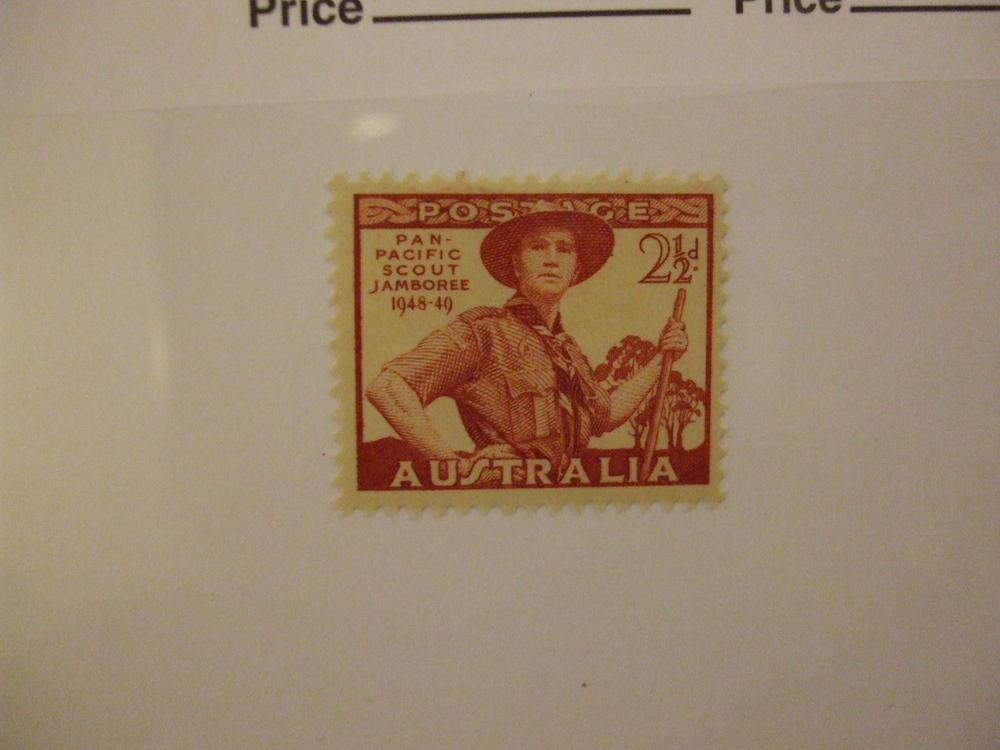 Price Price
POSTAGE
PAN-
PACIFIC
SCOUT
JAMBOREE
1948-49
2½d.
AUSTRALIA